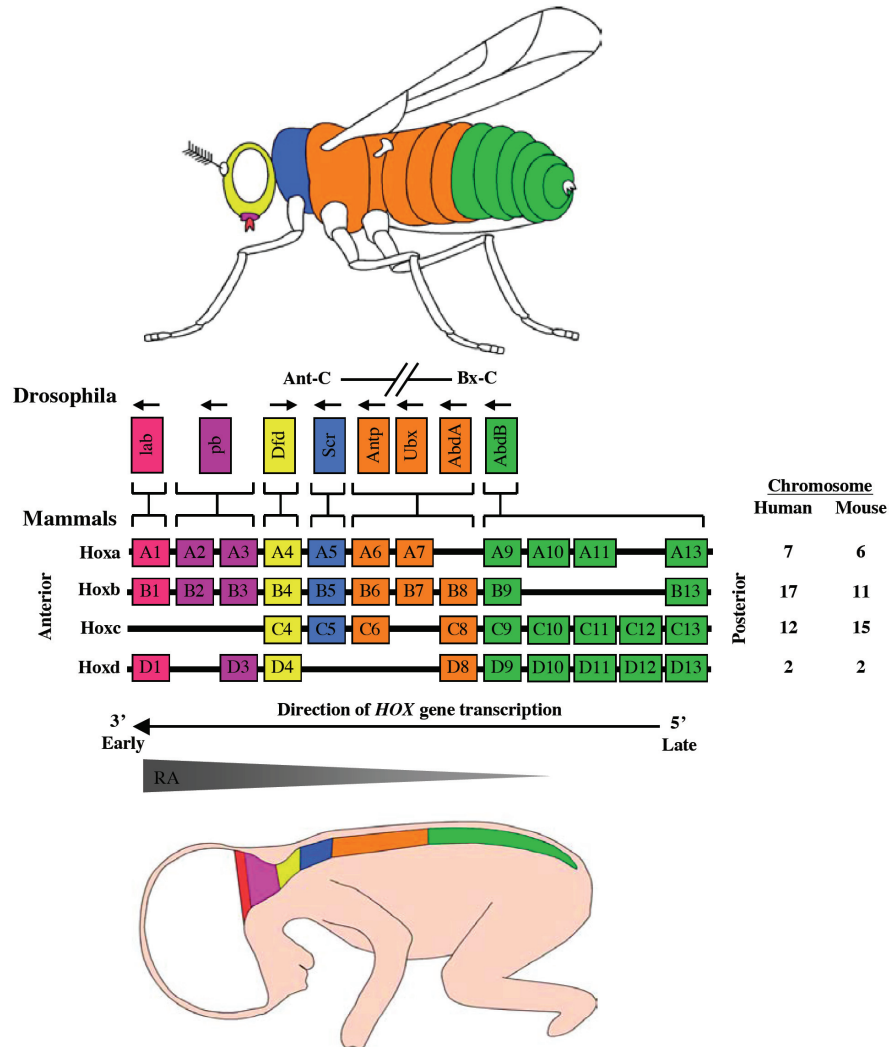 Ant-C Bx-C
Drosophila
lab pb Dfd Scr Antp Ubx AbdA AbdB
Chromosome
Mammals Human Mouse
Hoxa A1 A2 A3 A4 A5 A6 A7 A9 A10 A11 A13 7 6
Hoxb B1 B2 B3 B4 B5 B6 B7 B8 B9 B13 17 11
Hoxc C4 C5 C6 C8 C9 C10 C11 C12 C13 12 15
Hoxd D1 D3 D4 D8 D9 D10 D11 D12 D13 2 2
Anterior
Posterior
Direction of HOX gene transcription
3’ 5’
Early Late
RA